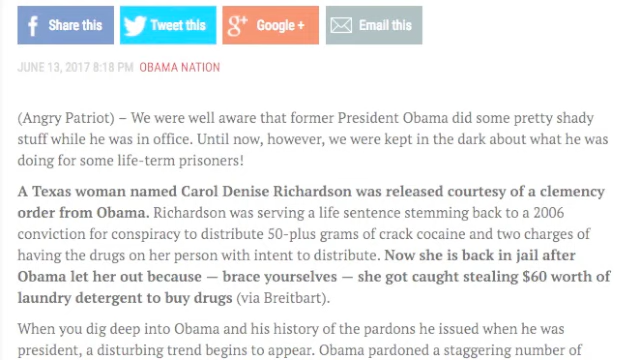 Share this Tweet this Google + Email this
JUNE 13, 2017 8:18 PM OBAMA NATION
(Angry Patriot) – We were well aware that former President Obama did some pretty shady
stuff while he was in office. Until now, however, we were kept in the dark about what he was
doing for some life-term prisoners!
A Texas woman named Carol Denise Richardson was released courtesy of a clemency
order from Obama. Richardson was serving a life sentence stemming back to a 2006
conviction for conspiracy to distribute 50-plus grams of crack cocaine and two charges of
having the drugs on her person with intent to distribute. Now she is back in jail after
Obama let her out because — brace yourselves — she got caught stealing $60 worth of
laundry detergent to buy drugs (via Breitbart).
When you dig deep into Obama and his history of the pardons he issued when he was
president, a disturbing trend begins to appear. Obama pardoned a staggering number of